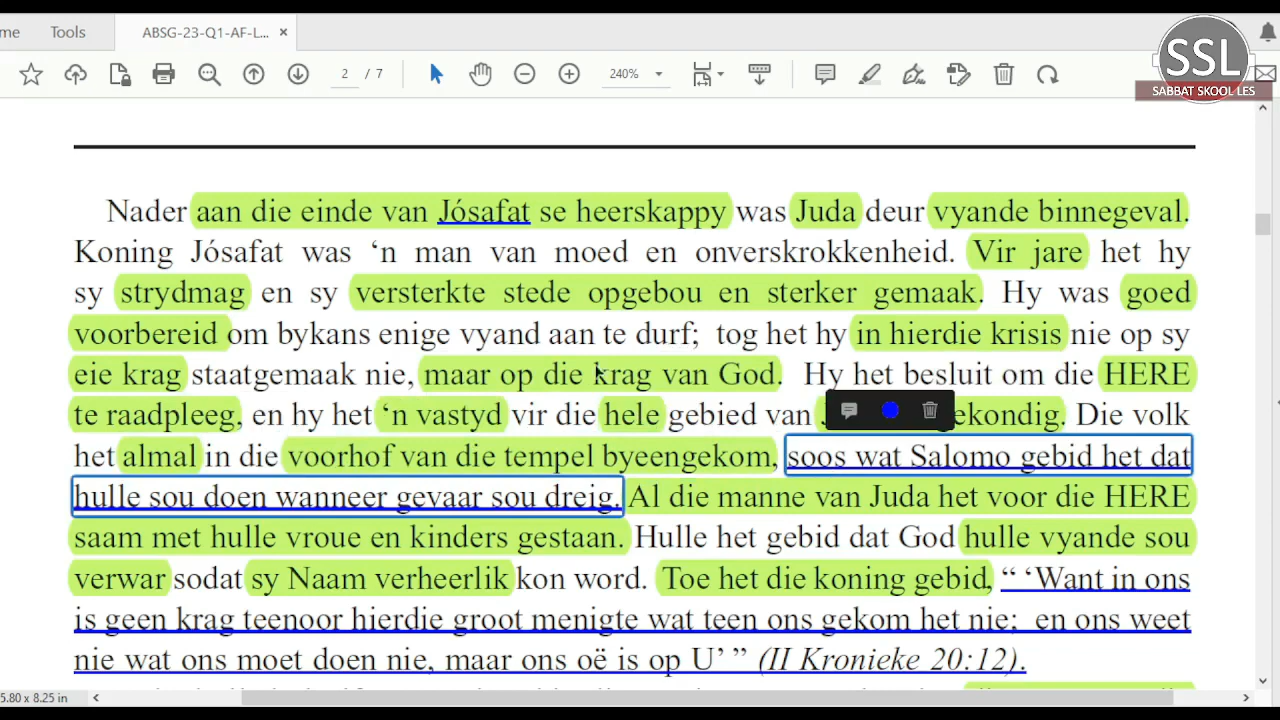 me Tools ABSG-23-Q1-AF-L... ×
2 / 7 240%
SSL
SABBAT SKOOL LES
Nader aan die einde van Jósafat se heerskappy was Juda deur vyande binnegeval.
Koning Jósafat was ‘n man van moed en onverskrokkenheid. Vir jare het hy
sy strydmag en sy versterkte stede opgebou en sterker gemaak. Hy was goed
voorbereid om bykans enige vyand aan te durf; tog het hy in hierdie krisis nie op sy
eie krag staatgemaak nie, maar op die krag van God. Hy het besluit om die HERE
te raadpleeg, en hy het ‘n vastyd vir die hele gebied van ekondig. Die volk
het almal in die voorhof van die tempel byeengekom, soos wat Salomo gebid het dat
hulle sou doen wanneer gevaar sou dreig. Al die manne van Juda het voor die HERE
saam met hulle vroue en kinders gestaan. Hulle het gebid dat God hulle vyande sou
verwar sodat sy Naam verheerlik kon word. Toe het die koning gebid, “ ‘Want in ons
is geen krag teenoor hierdie groot menigte wat teen ons gekom het nie; en ons weet
nie wat ons moet doen nie, maar ons oë is op U’ ” (II Kronieke 20:12).
5.80 x 8.25 in